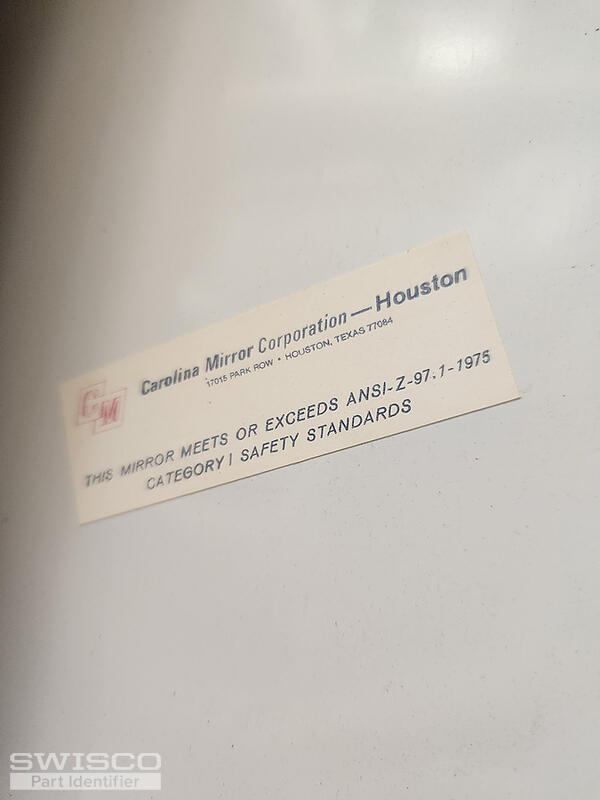 CM
Carolina Mirror Corporation — Houston
17015 PARK ROW • HOUSTON, TEXAS 77084
THIS MIRROR MEETS OR EXCEEDS ANSI-Z-97.1-1975
CATEGORY I SAFETY STANDARDS
SWISCO
Part Identifier